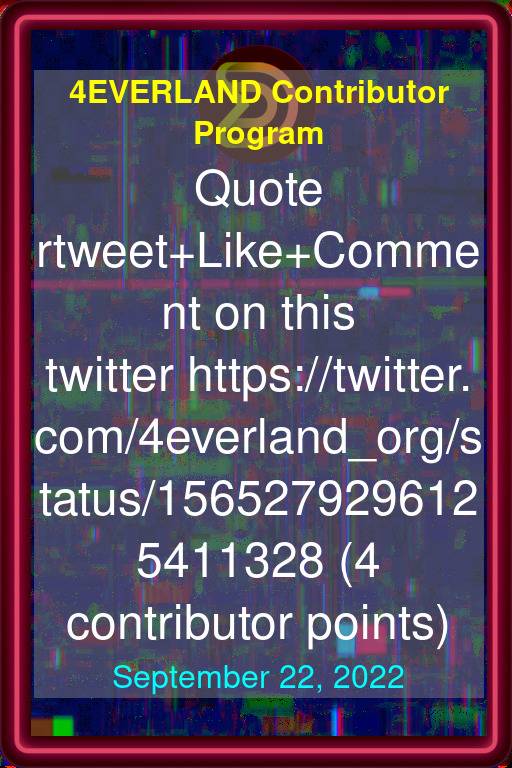 4EVERLAND Contributor
Program
Quote
rtweet+Like+Comme
nt on this
twitter https://twitter.
com/4everland_org/s
tatus/156527929612
5411328 (4
contributor points)
September 22, 2022